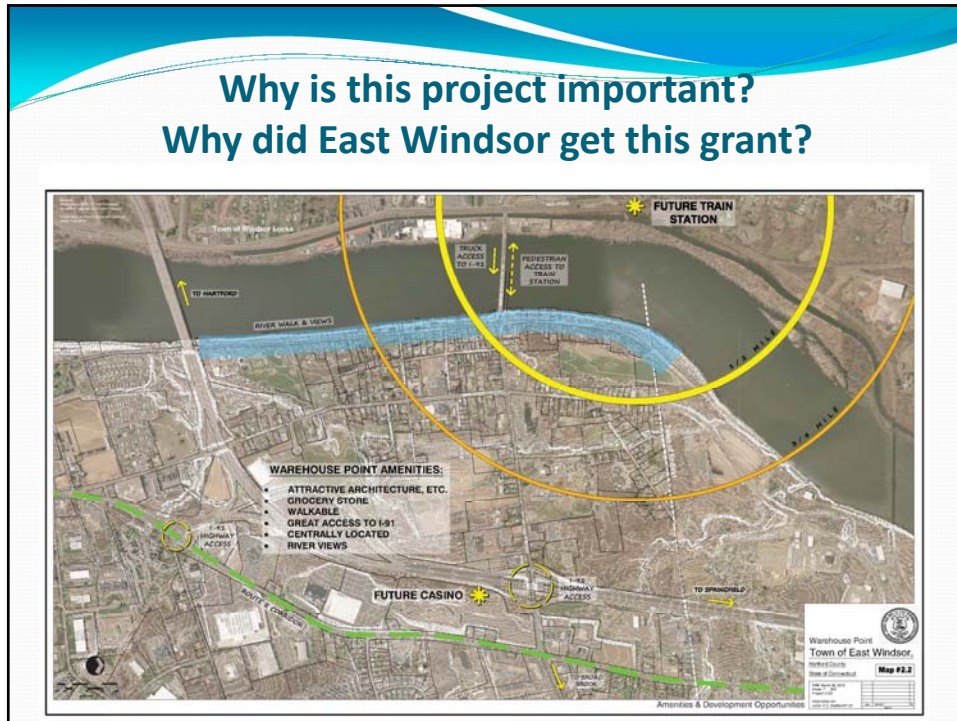 Why is this project important?
Why did East Windsor get this grant?
Town of Windsor Locks
FUTURE TRAIN
STATION
TRUCK
ACCESS
TO I-91
PEDESTRIAN
ACCESS TO
TRAIN
STATION
TO HARTFORD
RIVER WALK & VIEWS
1/2 MILE
3/4 MILE
WAREHOUSE POINT AMENITIES:
• ATTRACTIVE ARCHITECTURE, ETC.
• GROCERY STORE
• WALKABLE
• GREAT ACCESS TO I-91
• CENTRALLY LOCATED
• RIVER VIEWS
I-91
HIGHWAY
ACCESS
FUTURE CASINO
I-91
HIGHWAY
ACCESS
TO SPRINGFIELD
ROUTE 5 CORRIDOR
TO BROAD
BROOK
Warehouse Point
Town of East Windsor,
Hartford County
State of Connecticut
Map #2.2
Amenities & Development Opportunities